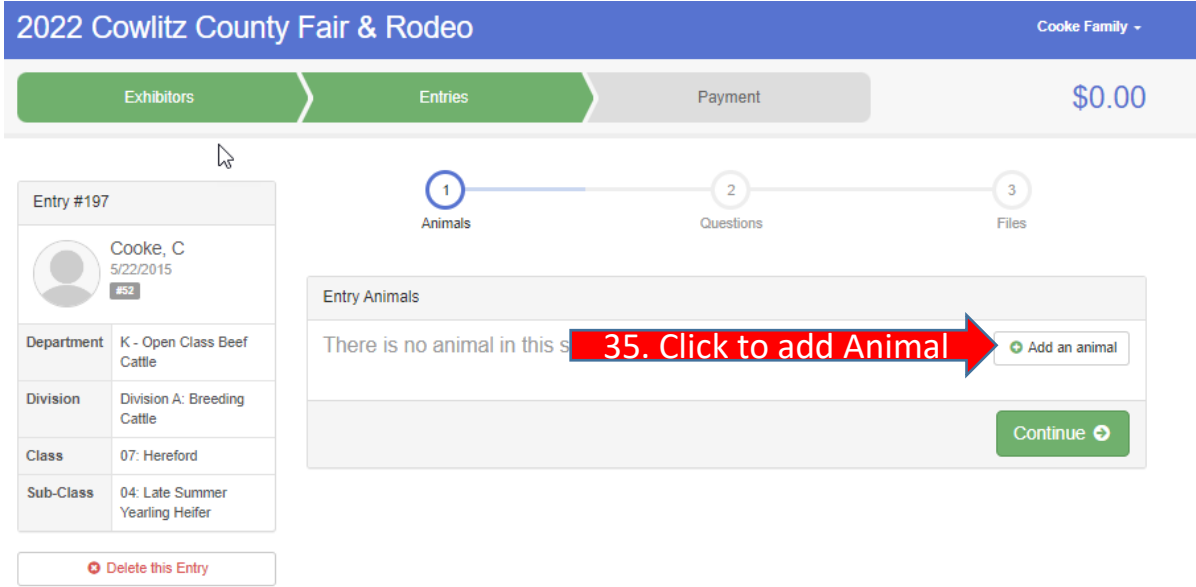 2022 Cowlitz County Fair & Rodeo
Cooke Family
Exhibitors
Entries
Payment
$0.00
Entry #197
Cooke, C
5/22/2015
#52
Department
K - Open Class Beef
Cattle
Division
Division A: Breeding
Cattle
Class
07: Hereford
Sub-Class
04: Late Summer
Yearling Heifer
Delete this Entry
1
Animals
2
Questions
3
Files
Entry Animals
There is no animal in this s
35. Click to add Animal
Add an animal
Continue